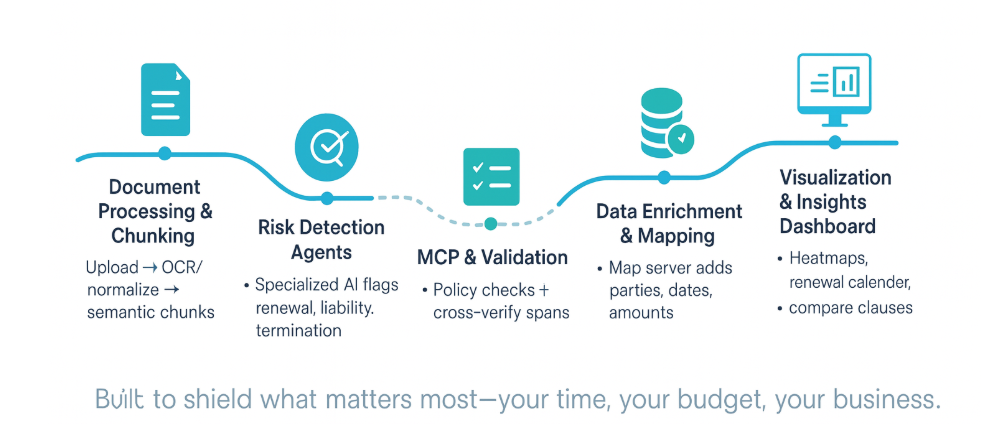 Document
Processing &
Chunking
Upload → OCR/
normalize →
semantic chunks
Risk Detection
Agents
• Specialized AI flags
renewal, liability.
termination
MCP & Validation
• Policy checks +
cross-verify spans
Data Enrichment
& Mapping
• Map server adds
parties, dates,
amounts
Visualization
& Insights
Dashboard
• Heatmaps,
renewal calender,
• compare clauses
Built to shield what matters most—your time, your budget, your business.